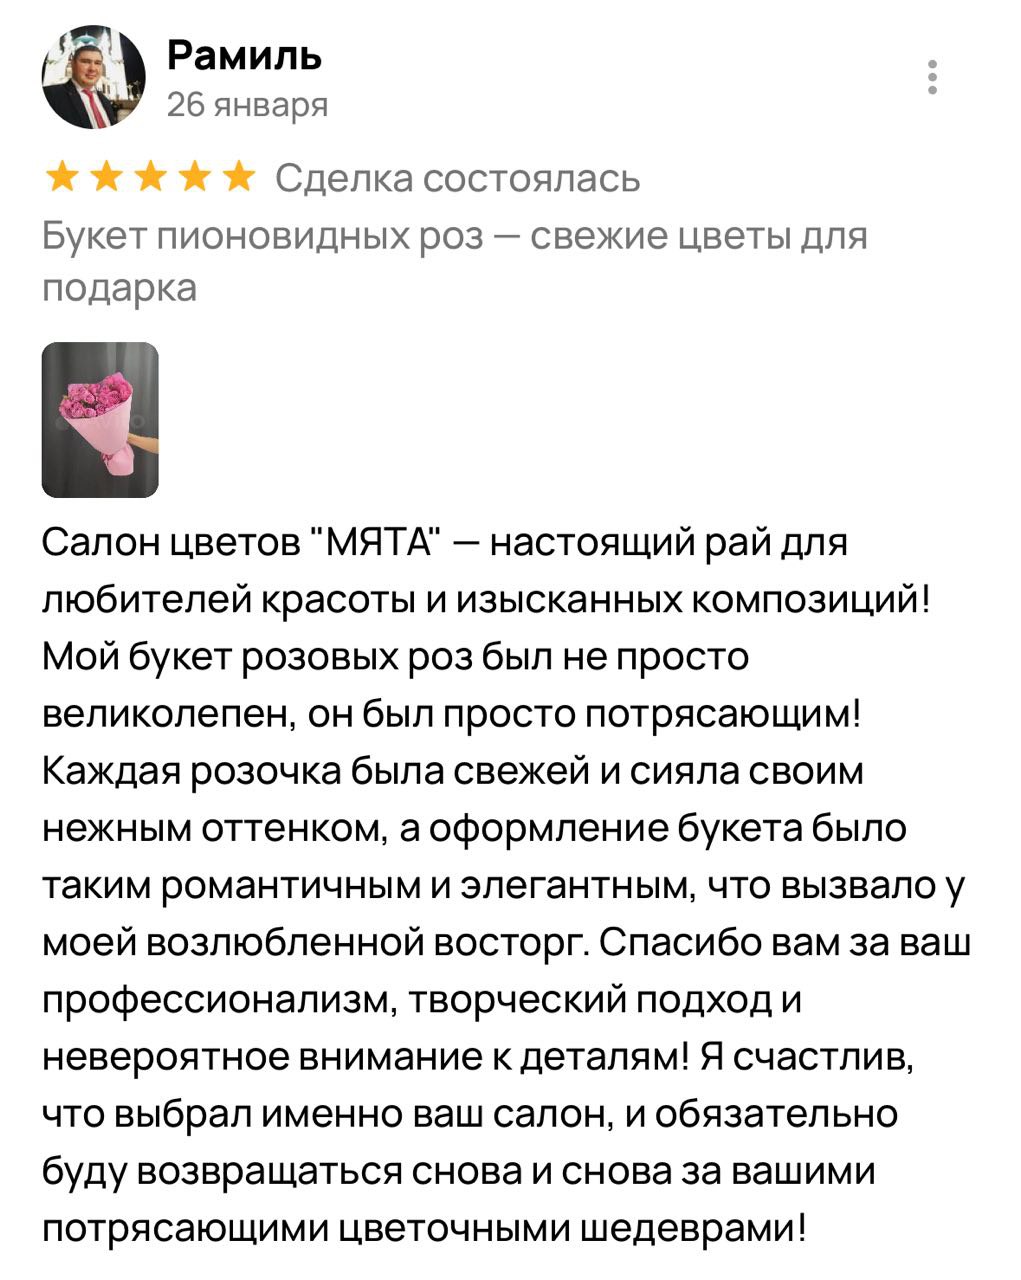 Рамиль
26 января
Сделка состоялась
Букет пионовидных роз — свежие цветы для
подарка
Салон цветов "МЯТА" — настоящий рай для
любителей красоты и изысканных композиций!
Мой букет розовых роз был не просто
великолепен, он был просто потрясающим!
Каждая розочка была свежей и сияла своим
нежным оттенком, а оформление букета было
таким романтичным и элегантным, что вызвало у
моей возлюбленной восторг. Спасибо вам за ваш
профессионализм, творческий подход и
невероятное внимание к деталям! Я счастлив,
что выбрал именно ваш салон, и обязательно
буду возвращаться снова и снова за вашими
потрясающими цветочными шедеврами!